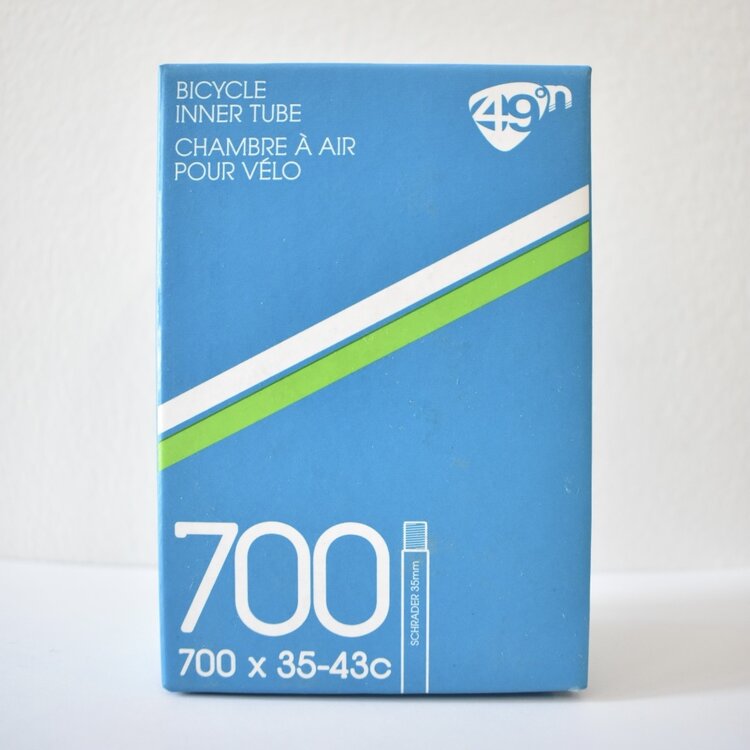 BICYCLE
INNER TUBE
CHAMBRE À AIR
POUR VÉLO
49°n
700
700 x 35-43c
SCHRADER 35mm